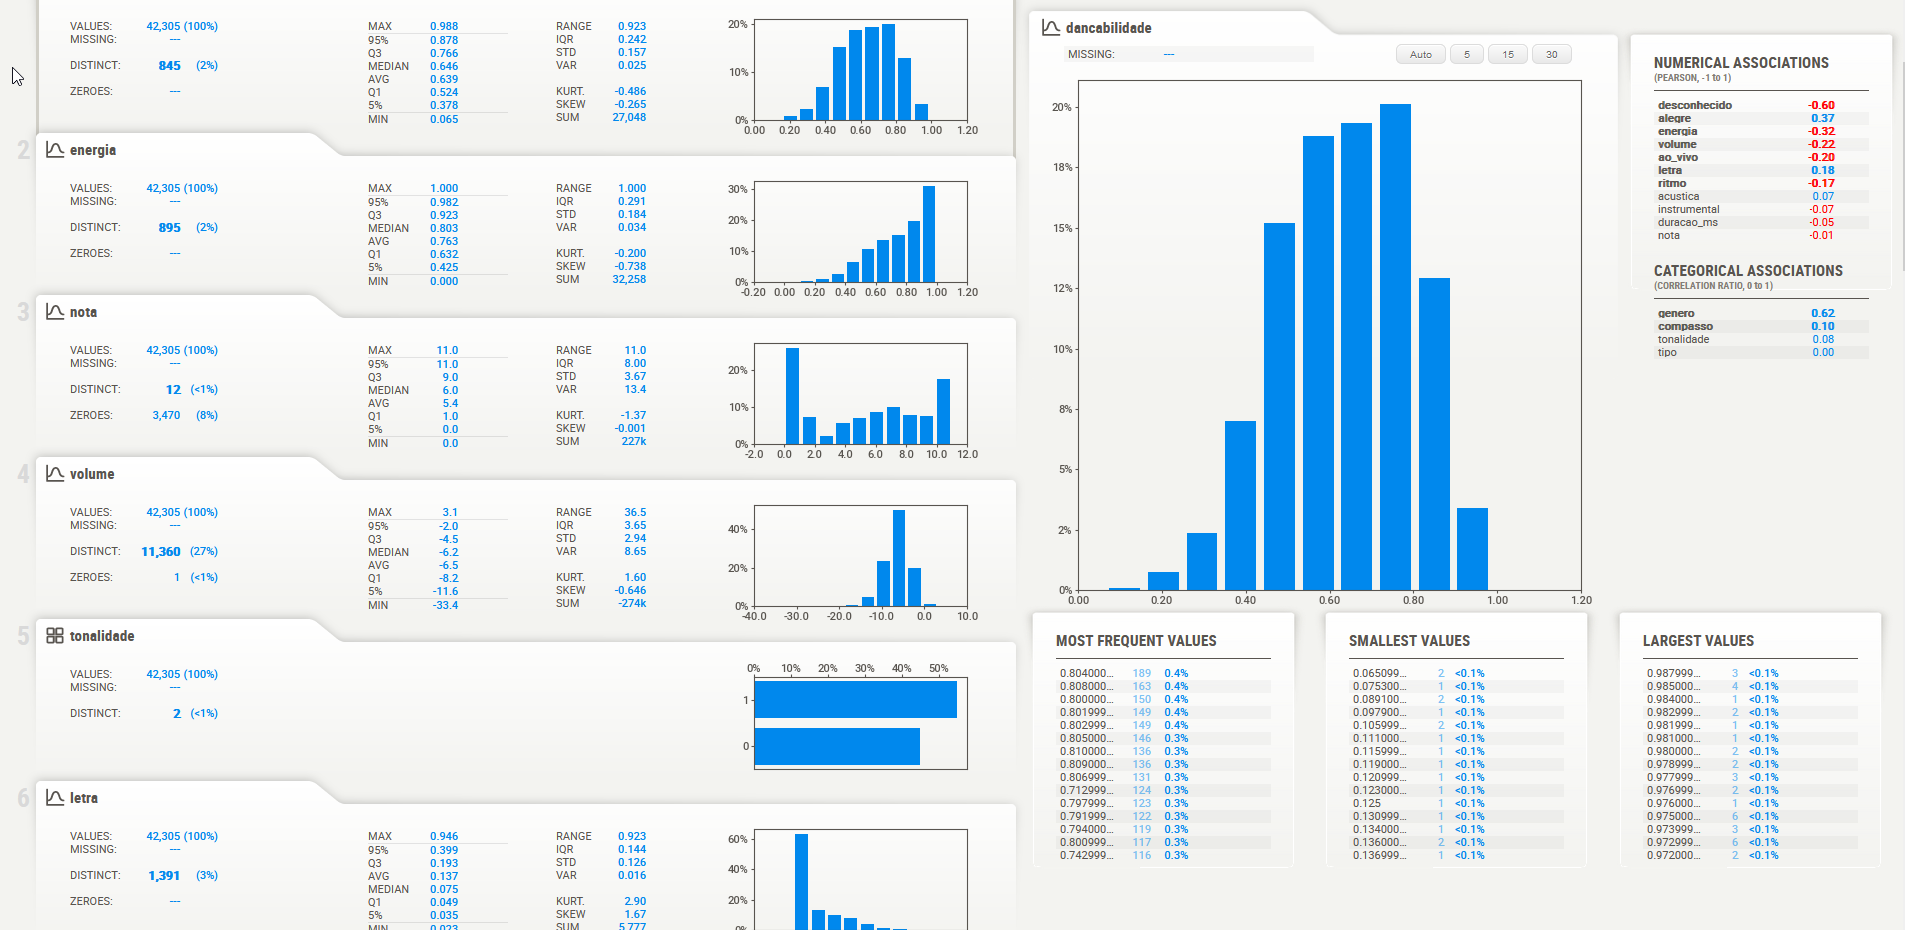 VALUES: 42,305 (100%)
MISSING: ---
DISTINCT: 845 (2%)
ZEROES: ---
MAX 0.988
95% 0.878
Q3 0.766
MEDIAN 0.646
AVG 0.639
Q1 0.524
5% 0.378
MIN 0.065
RANGE 0.923
IQR 0.242
STD 0.157
VAR 0.025
KURT. -0.486
SKEW -0.265
SUM 27,048
20%
10%
0%
0.00 0.20 0.40 0.60 0.80 1.00 1.20
2 energia
VALUES: 42,305 (100%)
MISSING: ---
DISTINCT: 895 (2%)
ZEROES: ---
MAX 1.000
95% 0.982
Q3 0.923
MEDIAN 0.803
AVG 0.763
Q1 0.632
5% 0.425
MIN 0.000
RANGE 1.000
IQR 0.291
STD 0.184
VAR 0.034
KURT. -0.200
SKEW -0.738
SUM 32,258
30%
20%
10%
0%
-0.20 0.00 0.20 0.40 0.60 0.80 1.00 1.20
3 nota
VALUES: 42,305 (100%)
MISSING: ---
DISTINCT: 12 (<1%)
ZEROES: 3,470 (8%)
MAX 11.0
95% 11.0
Q3 9.0
MEDIAN 6.0
AVG 5.4
Q1 1.0
5% 0.0
MIN 0.0
RANGE 11.0
IQR 8.00
STD 3.67
VAR 13.4
KURT. -1.37
SKEW -0.001
SUM 227k
20%
10%
0%
-2.0 0.0 2.0 4.0 6.0 8.0 10.0 12.0
4 volume
VALUES: 42,305 (100%)
MISSING: ---
DISTINCT: 11,360 (27%)
ZEROES: 1 (<1%)
MAX 3.1
95% -2.0
Q3 -4.5
MEDIAN -6.2
AVG -6.5
Q1 -8.2
5% -11.6
MIN -33.4
RANGE 36.5
IQR 3.65
STD 2.94
VAR 8.65
KURT. 1.60
SKEW -0.646
SUM -274k
40%
20%
0%
-40.0 -30.0 -20.0 -10.0 0.0 10.0
5 tonalidade
VALUES: 42,305 (100%)
MISSING: ---
DISTINCT: 2 (<1%)
0% 10% 20% 30% 40% 50%
1
0
6 letra
VALUES: 42,305 (100%)
MISSING: ---
DISTINCT: 1,391 (3%)
ZEROES: ---
MAX 0.946
95% 0.399
Q3 0.193
AVG 0.137
MEDIAN 0.075
Q1 0.049
5% 0.035
MIN 0.023
RANGE 0.923
IQR 0.144
STD 0.126
VAR 0.016
KURT. 2.90
SKEW 1.67
SUM 5,777
60%
40%
20%
0%
dancabilidade
MISSING: ---
Auto 5 15 30
20%
18%
15%
12%
10%
8%
5%
2%
0%
0.00 0.20 0.40 0.60 0.80 1.00 1.20
NUMERICAL ASSOCIATIONS
(PEARSON, -1 to 1)
desconhecido -0.60
alegre 0.37
energia -0.32
volume -0.22
ao_vivo -0.20
letra 0.18
ritmo -0.17
acustica 0.07
instrumental -0.07
duracao_ms -0.05
nota -0.01
CATEGORICAL ASSOCIATIONS
(CORRELATION RATIO, 0 to 1)
genero 0.62
compasso 0.10
tonalidade 0.08
tipo 0.00
MOST FREQUENT VALUES
0.804000... 189 0.4%
0.808000... 163 0.4%
0.800000... 150 0.4%
0.801999... 149 0.4%
0.802999... 149 0.4%
0.805000... 146 0.3%
0.810000... 136 0.3%
0.809000... 136 0.3%
0.806999... 131 0.3%
0.712999... 124 0.3%
0.797999... 123 0.3%
0.791999... 122 0.3%
0.794000... 119 0.3%
0.800999... 117 0.3%
0.742999... 116 0.3%
SMALLEST VALUES
0.065099... 2 <0.1%
0.075300... 1 <0.1%
0.089100... 2 <0.1%
0.097900... 1 <0.1%
0.105999... 2 <0.1%
0.111000... 1 <0.1%
0.115999... 1 <0.1%
0.119000... 1 <0.1%
0.120999... 1 <0.1%
0.123000... 1 <0.1%
0.125 1 <0.1%
0.130999... 1 <0.1%
0.134000... 1 <0.1%
0.136000... 2 <0.1%
0.136999... 1 <0.1%
LARGEST VALUES
0.987999... 3 <0.1%
0.985000... 4 <0.1%
0.984000... 1 <0.1%
0.982999... 2 <0.1%
0.981999... 1 <0.1%
0.981000... 1 <0.1%
0.980000... 2 <0.1%
0.978999... 2 <0.1%
0.977999... 3 <0.1%
0.976999... 2 <0.1%
0.976000... 1 <0.1%
0.975000... 6 <0.1%
0.973999... 3 <0.1%
0.972999... 6 <0.1%
0.972000... 2 <0.1%